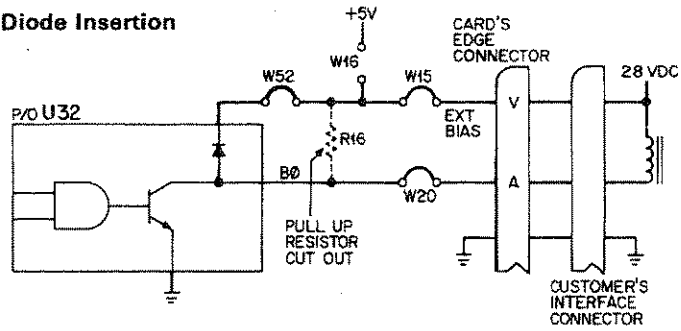 Diode Insertion
+5V
CARD'S
EDGE
CONNECTOR
W16
W52
W15
28 VDC
P/O U32
EXT
BIAS
V
R16
BØ
W20
A
PULL UP
RESISTOR
CUT OUT
CUSTOMER'S
INTERFACE
CONNECTOR